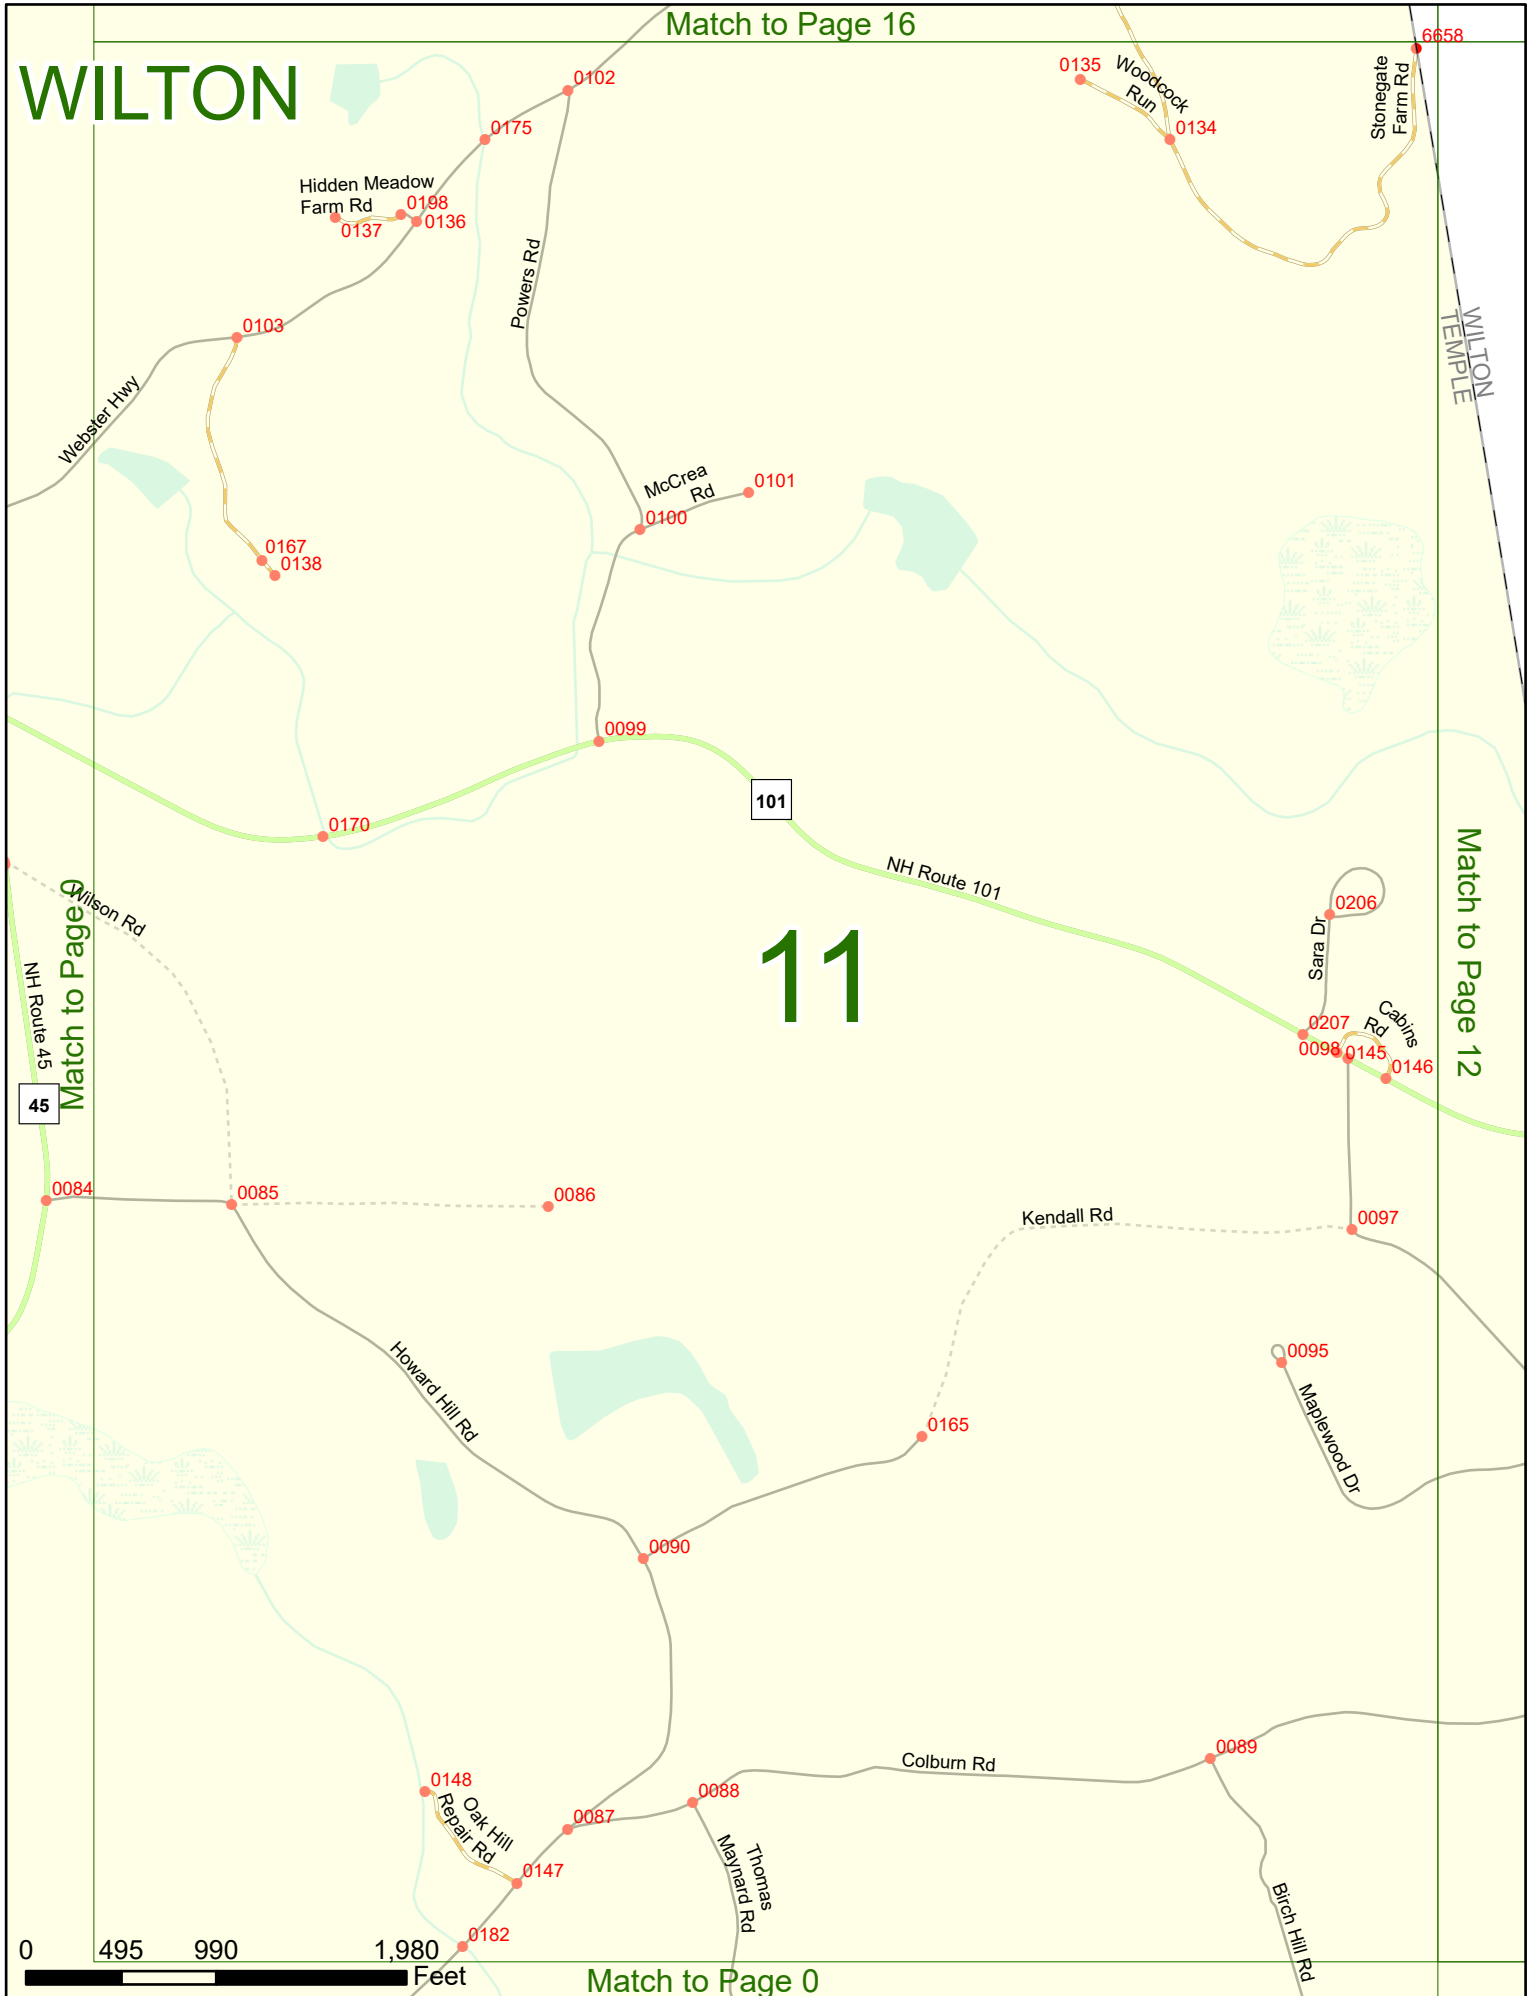 Match to Page 16
WILTON
6658
0102
0135
Woodcock
Run
Stonegate
Farm Rd
0175
0134
Hidden Meadow
Farm Rd
0198
0137
0136
Powers Rd
0103
WILTON
TEMPLE
Webster Hwy
McCrea
Rd
0101
0100
0167
0138
0099
101
0170
NH Route 101
Match to Page 12
Wilson Rd
0206
Match to Page 0
11
Sara Dr
NH Route 45
Cabins
Rd
0207
0098
0145
0146
45
0084
0085
0086
Kendall Rd
0097
Howard Hill Rd
0095
Maplewood Dr
0165
0090
0089
Colburn Rd
0148
Oak Hill
Repair Rd
0088
0087
Thomas
Maynard Rd
0147
Birch Hill Rd
0182
0 495 990 1,980
Feet
Match to Page 0